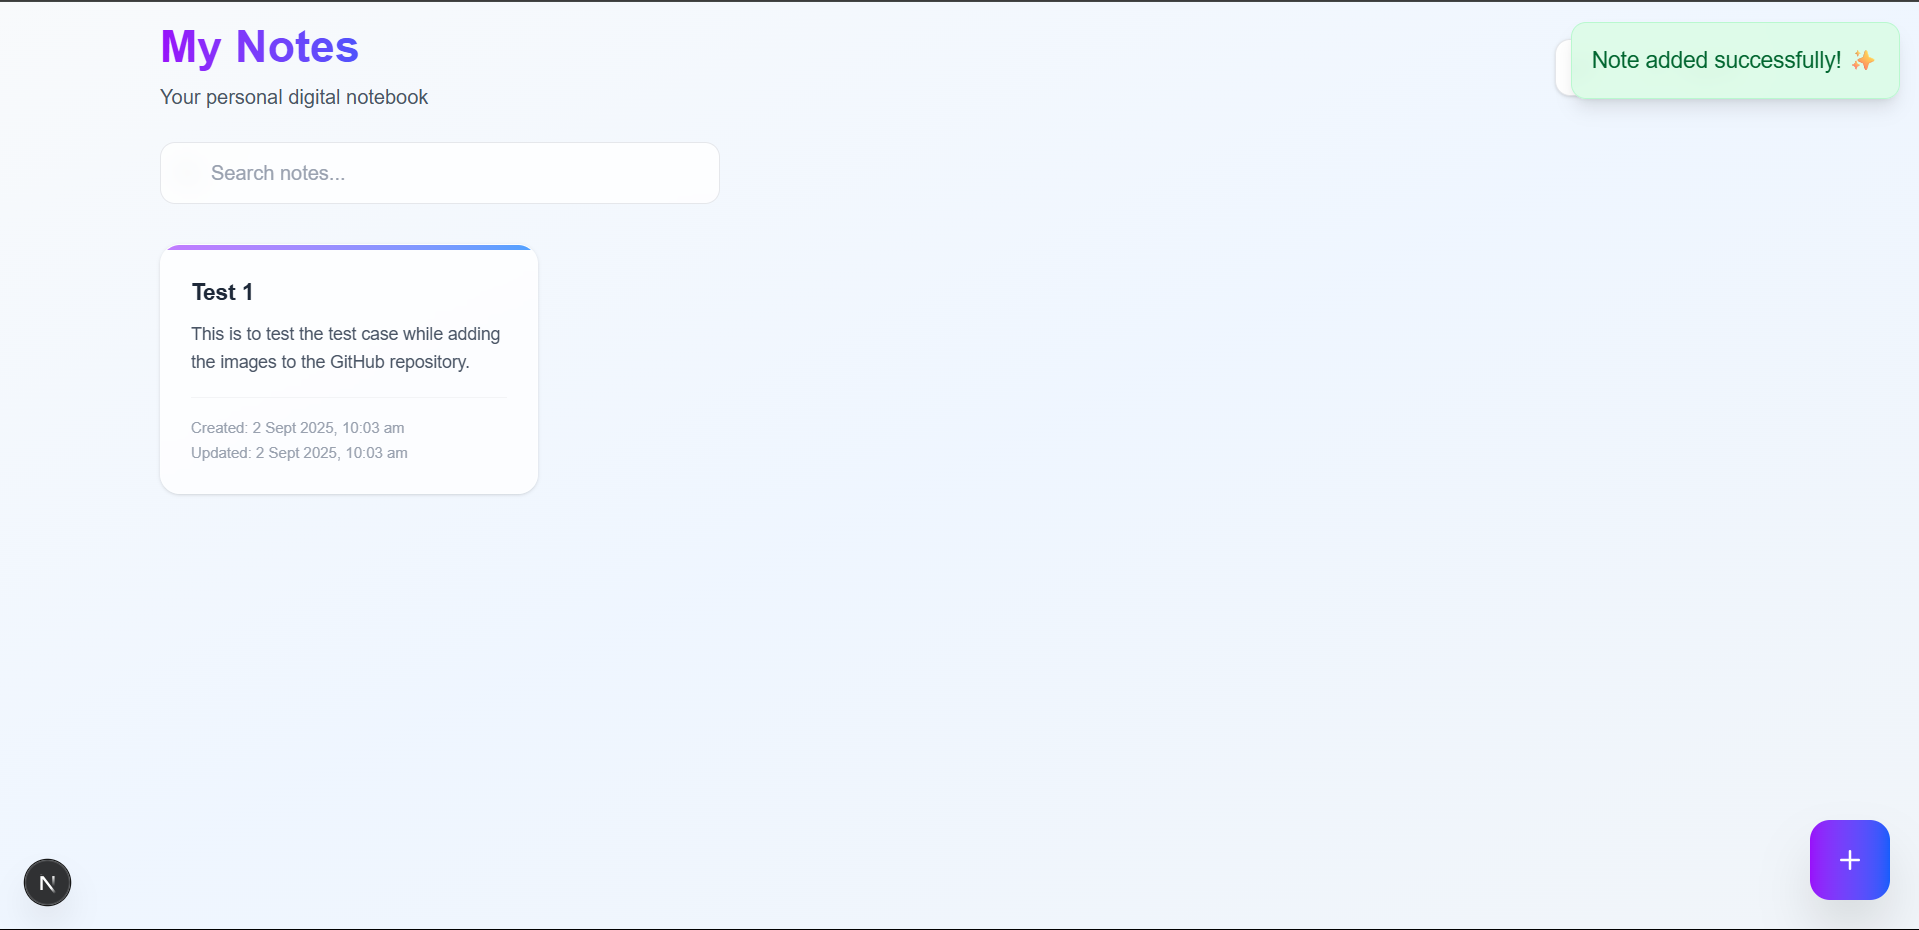 My Notes
Your personal digital notebook
Note added successfully! ✨
Search notes...
Test 1
This is to test the test case while adding
the images to the GitHub repository.
Created: 2 Sept 2025, 10:03 am
Updated: 2 Sept 2025, 10:03 am
N
+